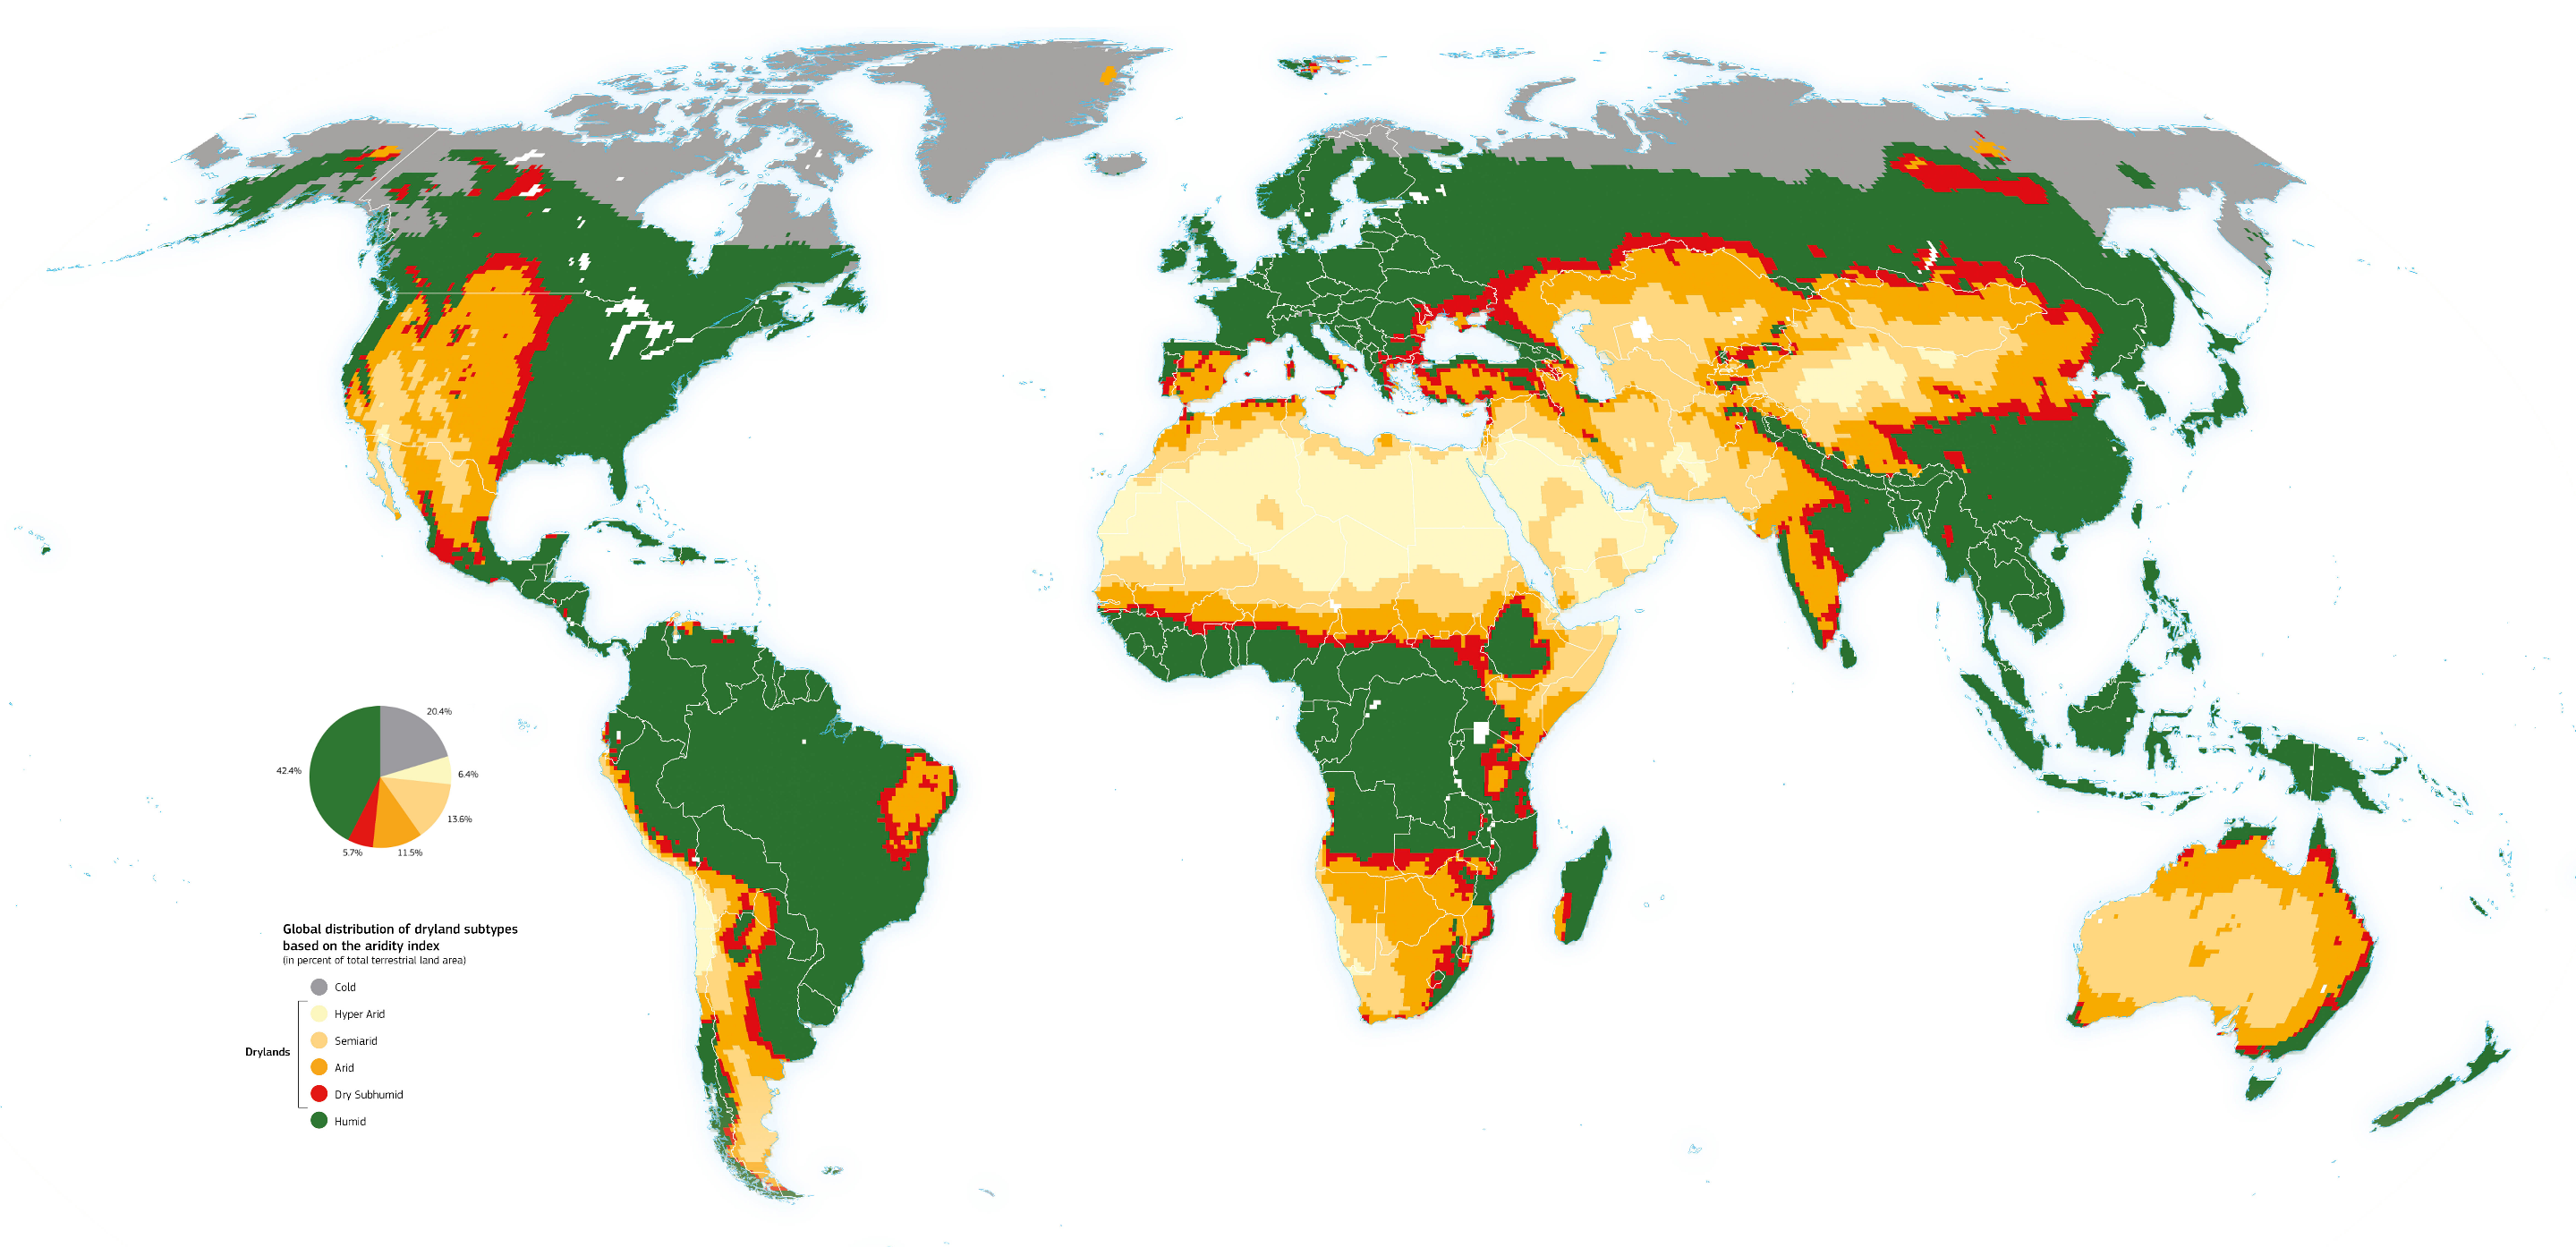 20.4%
42.4%
6.4%
13.6%
5.7%
11.5%
Global distribution of dryland subtypes
based on the aridity index
(in percent of total terrestrial land area)
Cold
Hyper Arid
Semiarid
Drylands
Arid
Dry Subhumid
Humid